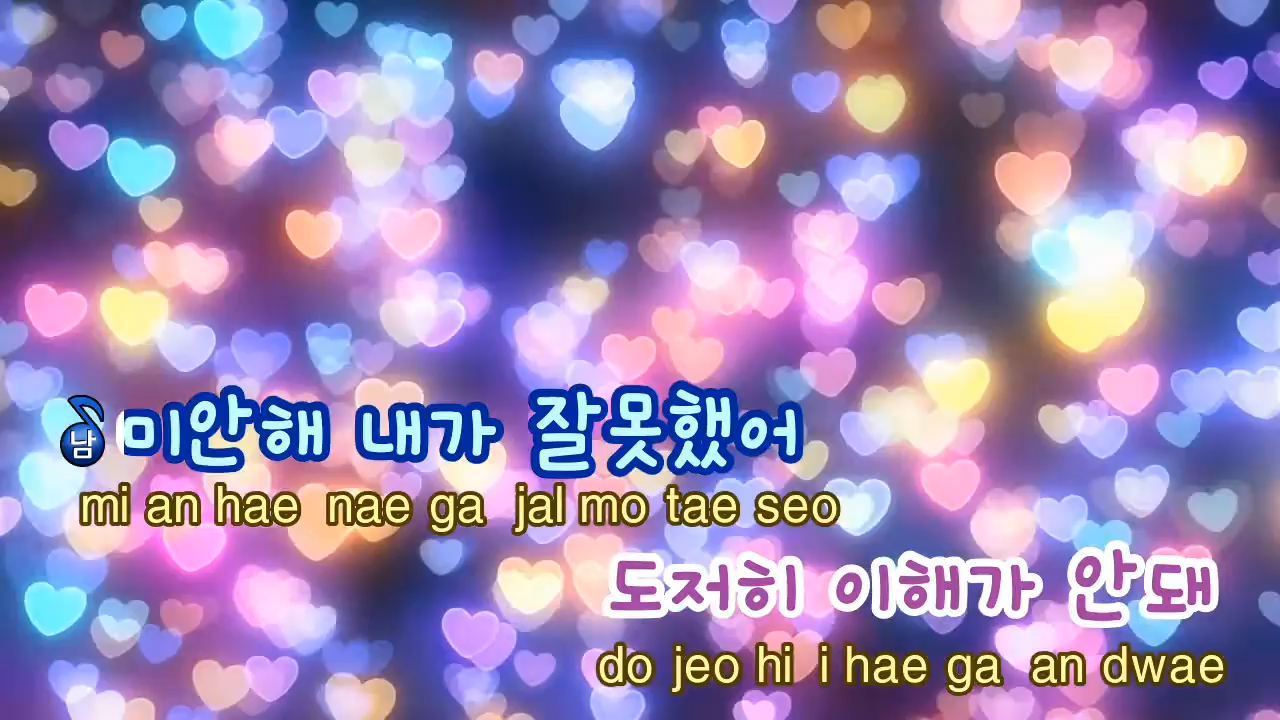 남 미안해 내가 잘못했어
mi an hae nae ga jal mo tae seo
도저히 이해가 안돼
do jeo hi i hae ga an dwae